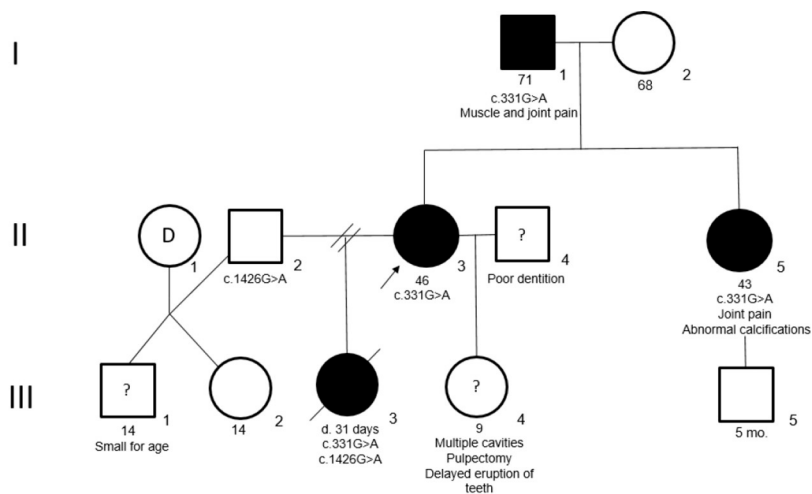 I
71
1
c.331G>A
Muscle and joint pain
68
2
II
D
1
2
c.1426G>A
46
3
c.331G>A
?
4
Poor dentition
5
43
c.331G>A
Joint pain
Abnormal calcifications
III
?
14
1
Small for age
14
2
3
d. 31 days
c.331G>A
c.1426G>A
?
9
4
Multiple cavities
Pulpectomy
Delayed eruption of
teeth
5
5 mo.